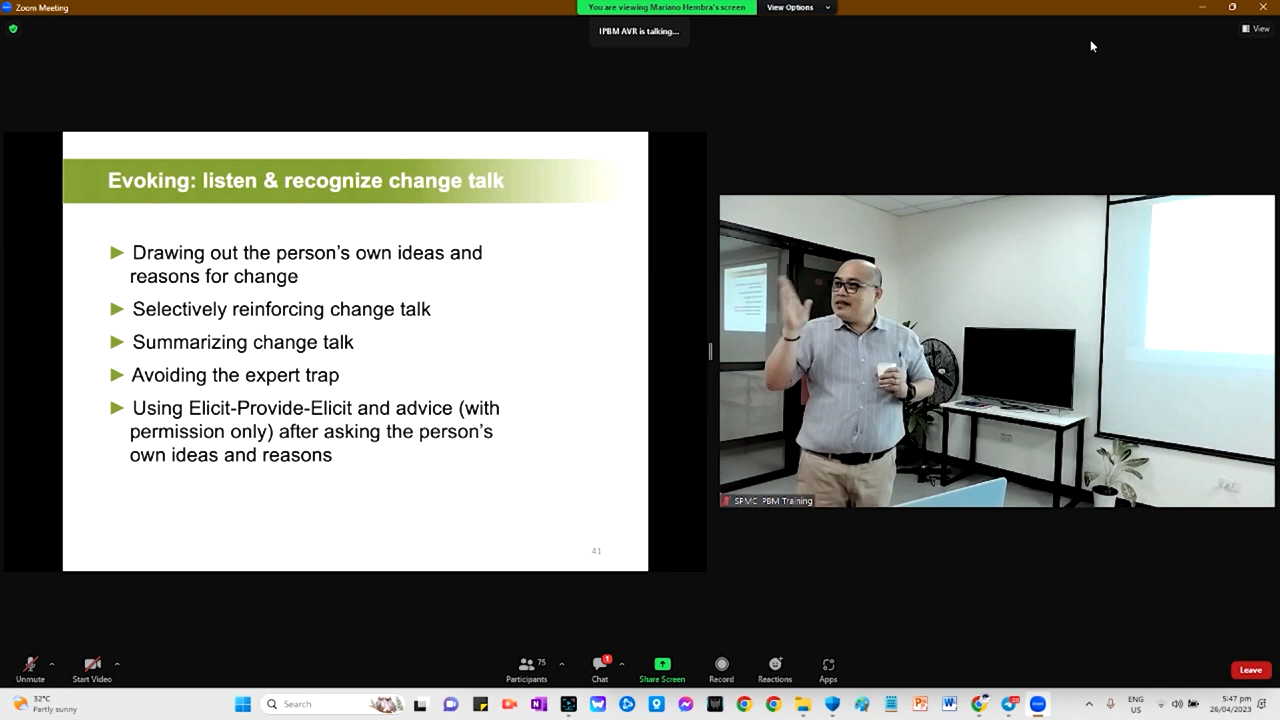 Zoom Meeting
You are viewing Mariano Hembra's screen
View Options
IPBM AVR is talking...
View
Evoking: listen & recognize change talk
Drawing out the person's own ideas and
reasons for change
Selectively reinforcing change talk
Summarizing change talk
Avoiding the expert trap
Using Elicit-Provide-Elicit and advice (with
permission only) after asking the person's
own ideas and reasons
41
SPMC IPBM Training
Unmute
Start Video
75
Participants
1
Chat
Share Screen
Record
Reactions
Apps
Leave
32°C
Partly sunny
Search
ENG
US
5:47 pm
26/04/2023